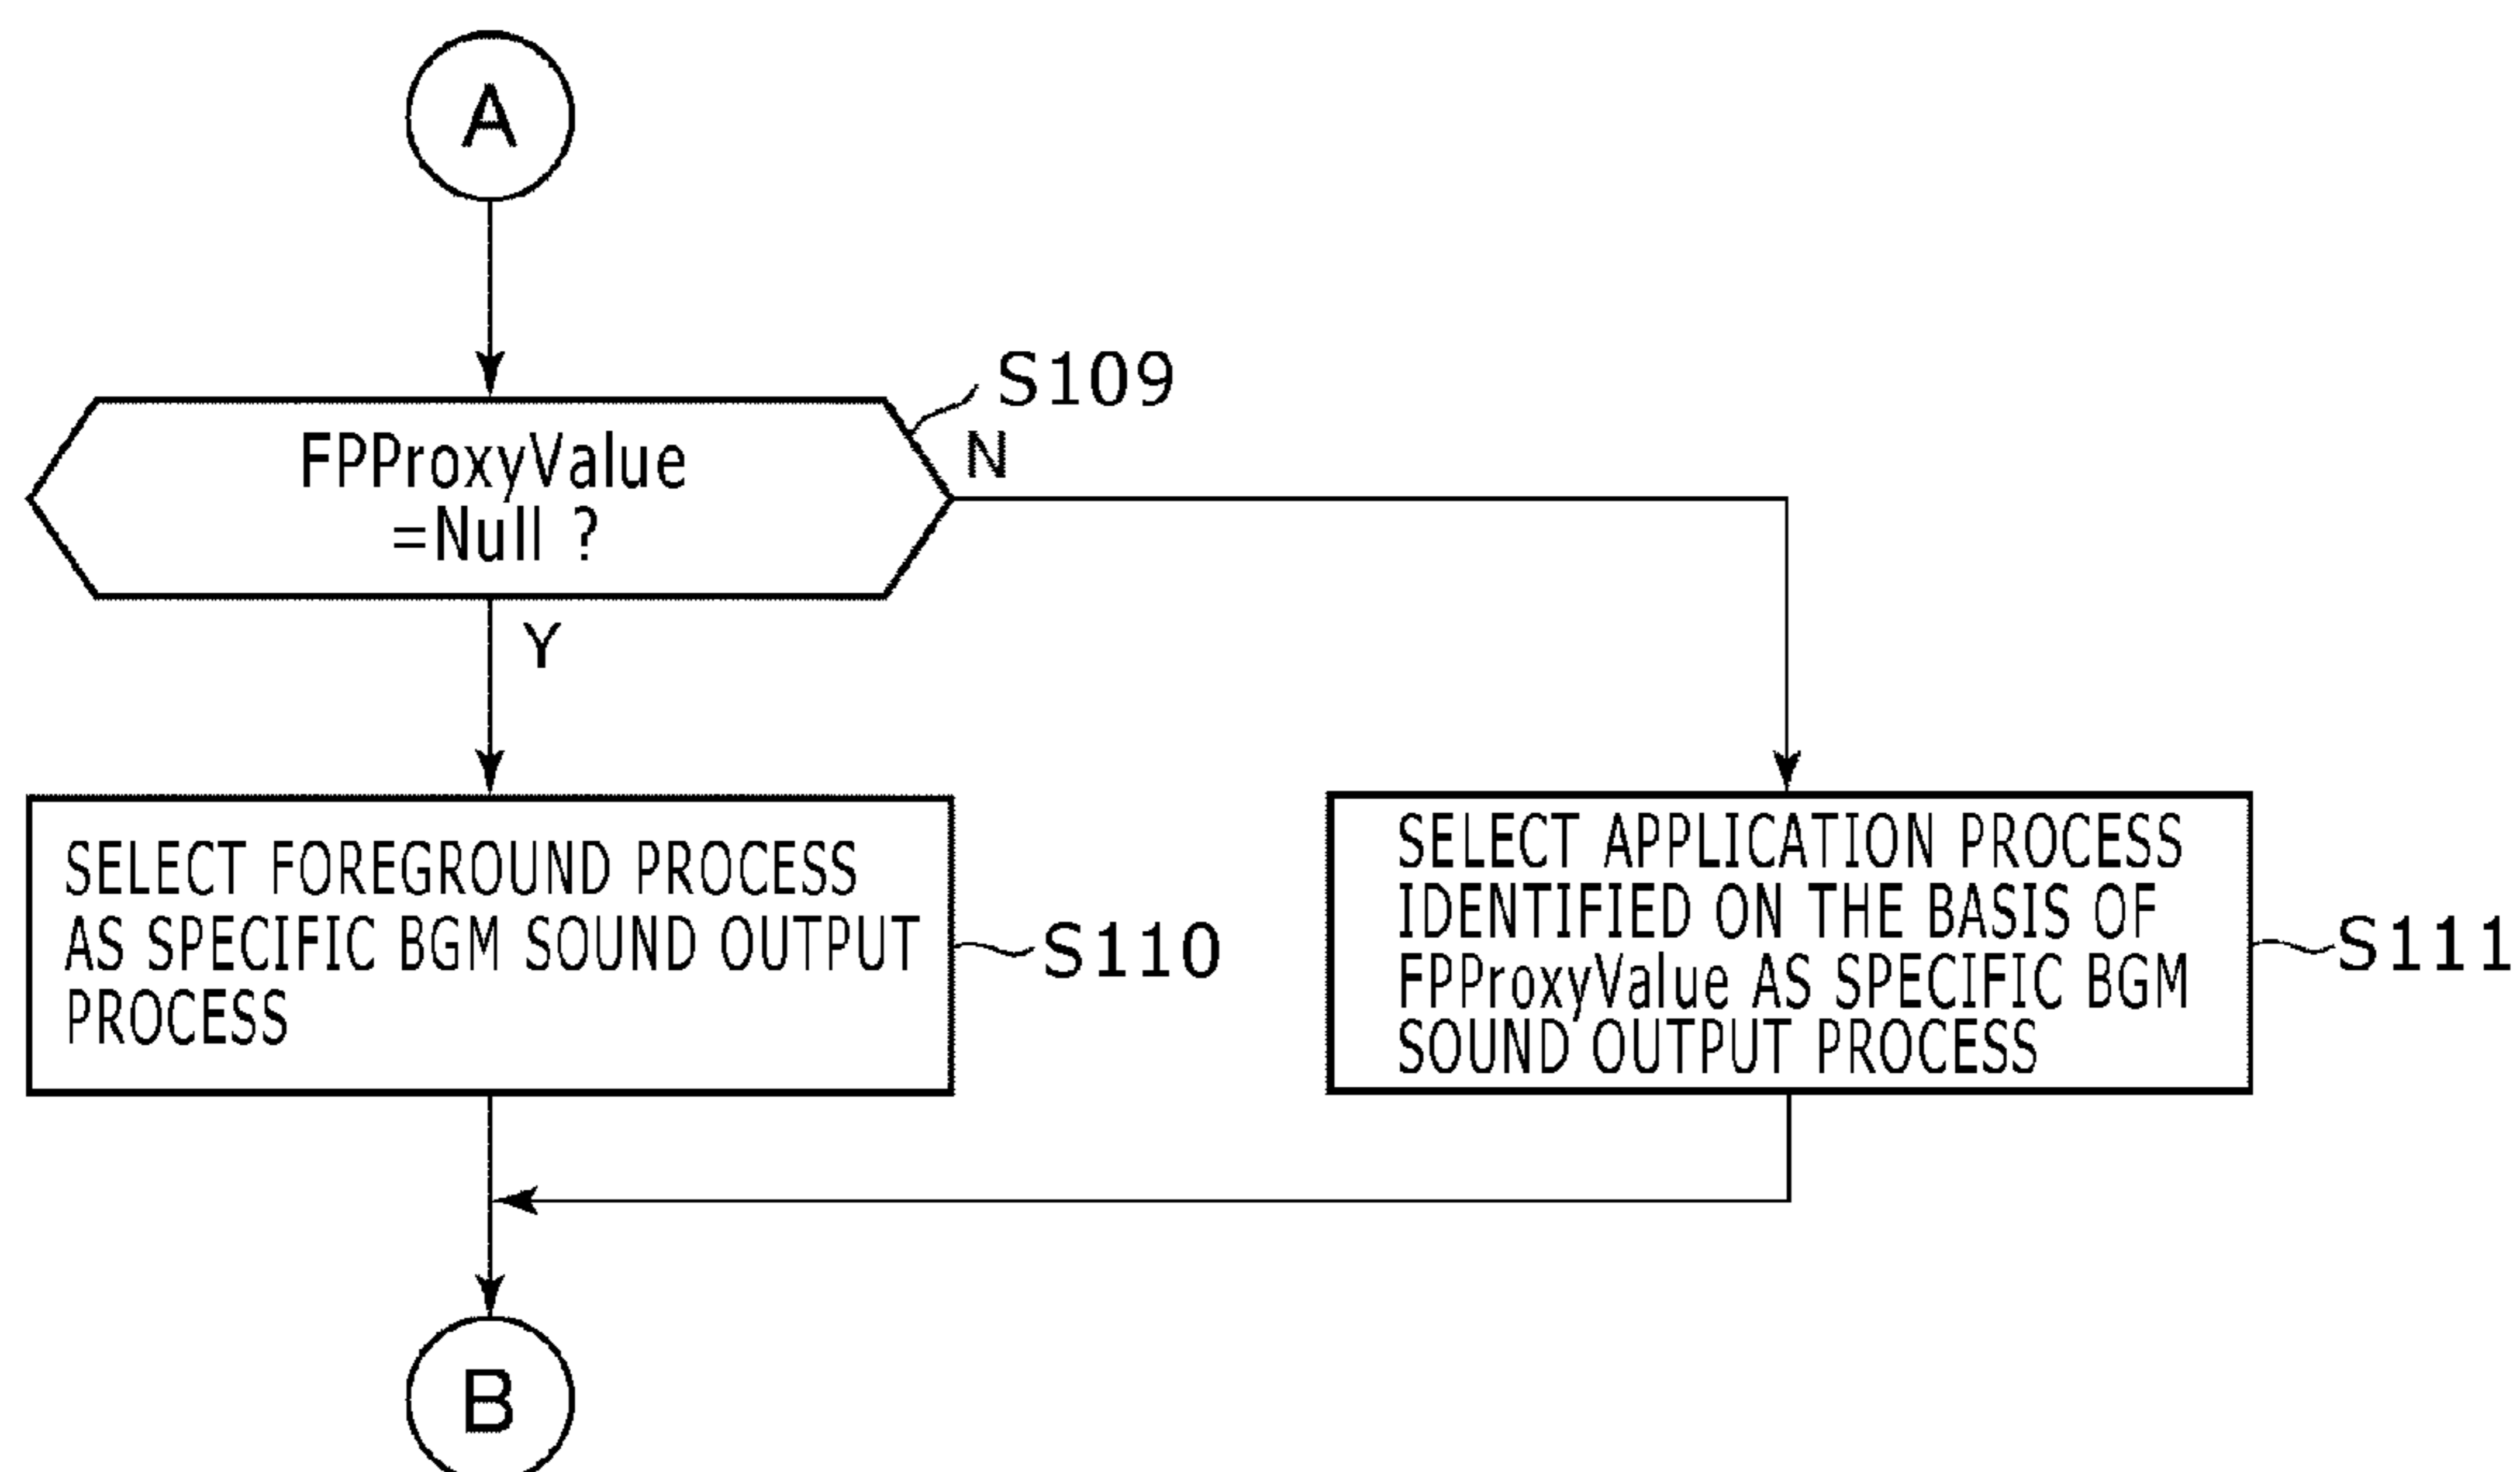 A
S109
FPProxyValue
=Null ?
N
Y
SELECT FOREGROUND PROCESS
AS SPECIFIC BGM SOUND OUTPUT
PROCESS
S110
SELECT APPLICATION PROCESS
IDENTIFIED ON THE BASIS OF
FPProxyValue AS SPECIFIC BGM
SOUND OUTPUT PROCESS
S111
B